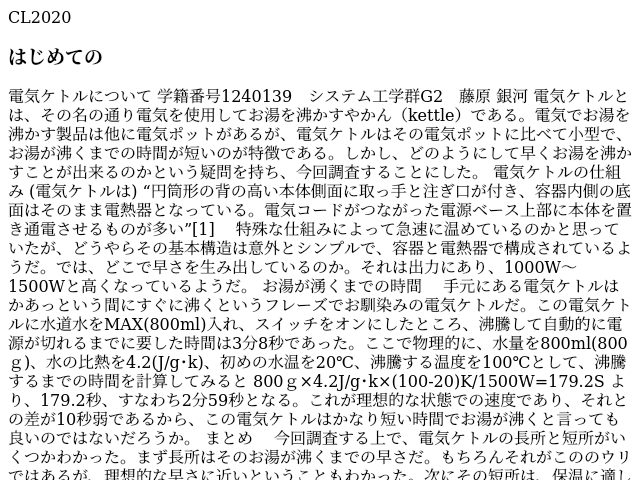 CL2020
はじめての
電気ケトルについて 学籍番号1240139　システム工学群G2　藤原 銀河 電気ケトルと
は、その名の通り電気を使用してお湯を沸かすやかん（kettle）である。電気でお湯を
沸かす製品は他に電気ポットがあるが、電気ケトルはその電気ポットに比べて小型で、
お湯が沸くまでの時間が短いのが特徴である。しかし、どのようにして早くお湯を沸か
すことが出来るのかという疑問を持ち、今回調査することにした。 電気ケトルの仕組
み (電気ケトルは) “円筒形の背の高い本体側面に取っ手と注ぎ口が付き、容器内側の底
面はそのまま電熱器となっている。電気コードがつながった電源ベース上部に本体を置
き通電させるものが多い”[1]　 特殊な仕組みによって急速に温めているのかと思って
いたが、どうやらその基本構造は意外とシンプルで、容器と電熱器で構成されているよ
うだ。では、どこで早さを生み出しているのか。それは出力にあり、1000W～
1500Wと高くなっているようだ。 お湯が湧くまでの時間　 手元にある電気ケトルは
かあっという間にすぐに沸くというフレーズでお馴染みの電気ケトルだ。この電気ケト
ルに水道水をMAX(800ml)入れ、スイッチをオンにしたところ、沸騰して自動的に電
源が切れるまでに要した時間は3分8秒であった。ここで物理的に、水量を800ml(800
ｇ)、水の比熱を4.2(J/g･k)、初めの水温を20℃、沸騰する温度を100℃として、沸騰
するまでの時間を計算してみると 800ｇ×4.2J/g･k×(100-20)K/1500W=179.2S よ
り、179.2秒、すなわち2分59秒となる。これが理想的な状態での速度であり、それと
の差が10秒弱であるから、この電気ケトルはかなり短い時間でお湯が沸くと言っても
良いのではないだろうか。 まとめ　 今回調査する上で、電気ケトルの長所と短所がい
くつかわかった。まず長所はそのお湯が沸くまでの早さだ。もちろんそれがこののウリ
ではあるが、理想的な早さに近いということもわかった。次にその短所は、保温に適し